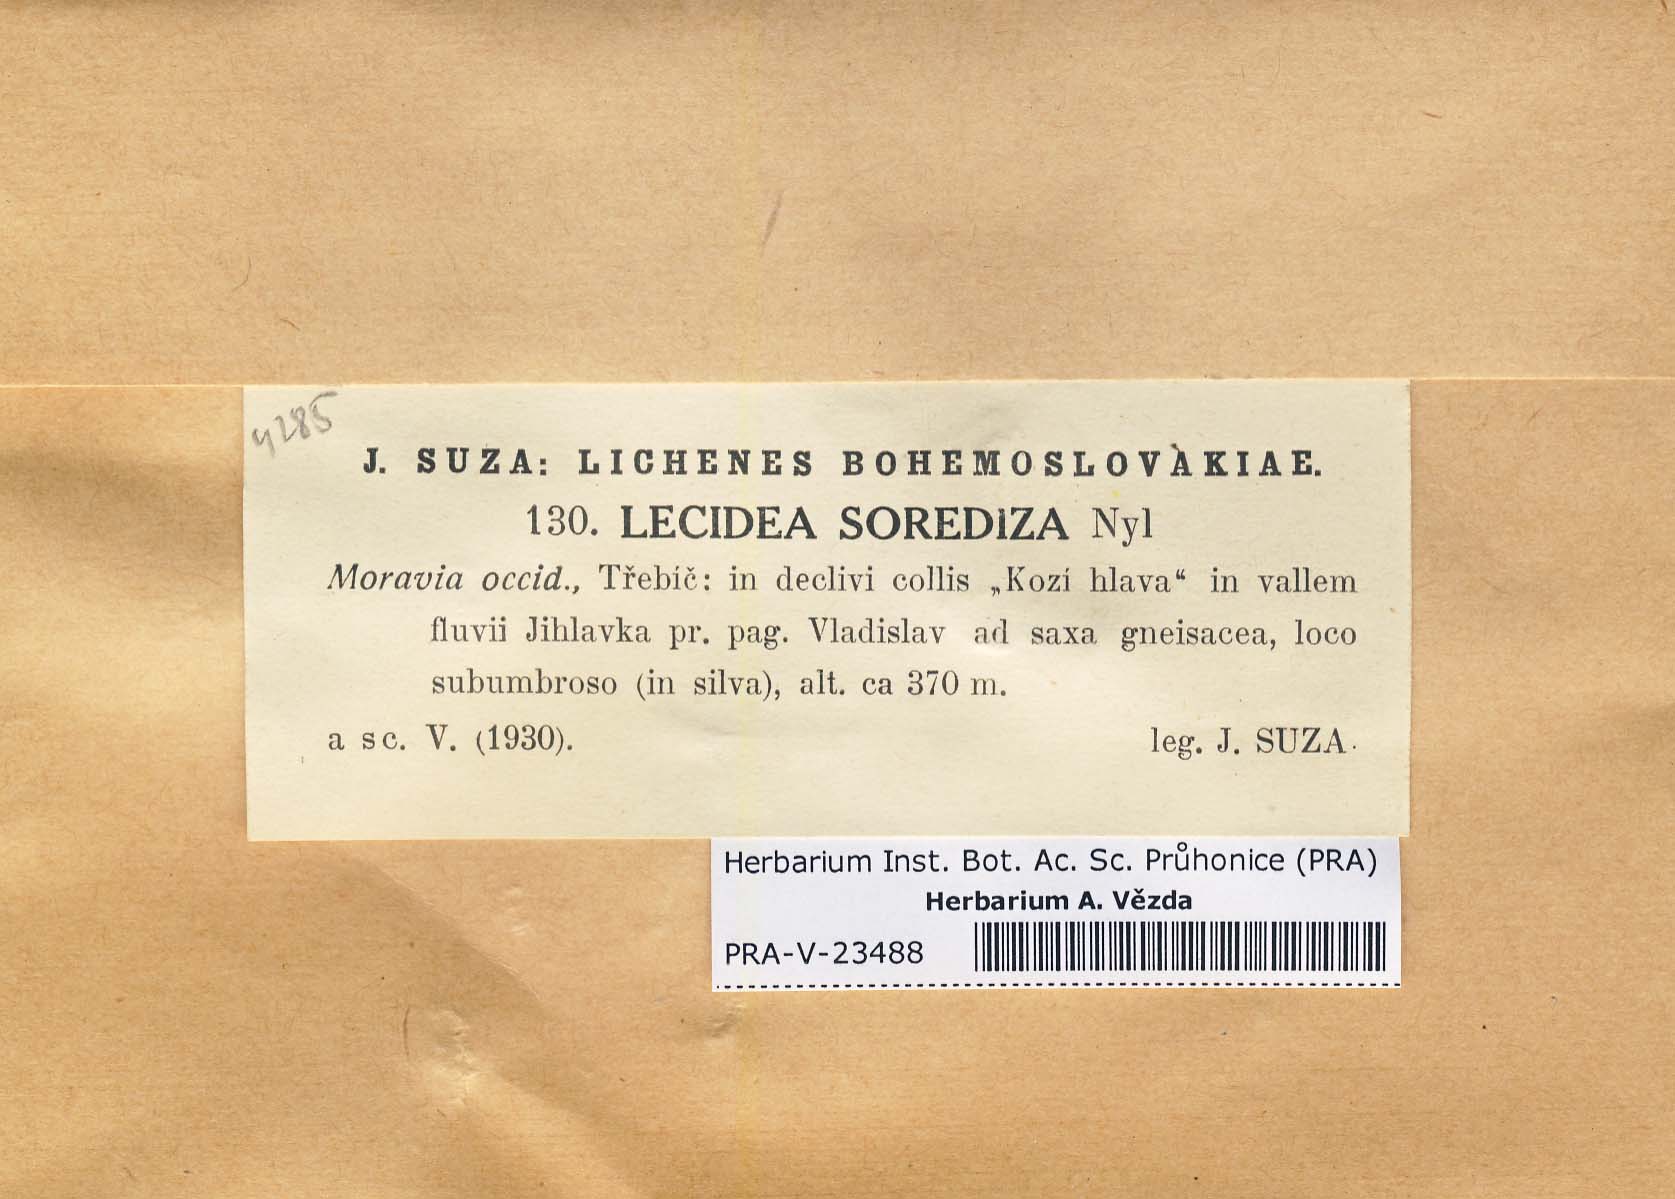 4285
J. SUZA: LICHENES BOHEMOSLOVAKIAE.
130. LECIDEA SOREDIZA Nyl
Moravia occid., Třebíč: in declivi collis „Kozí hlava“ in vallem
fluvii Jihlavka pr. pag. Vladislav ad saxa gneisacea, loco
subumbroso (in silva), alt. ca 370 m.
a sc. V. (1930). leg. J. SUZA.
Herbarium Inst. Bot. Ac. Sc. Průhonice (PRA)
Herbarium A. Vězda
PRA-V-23488